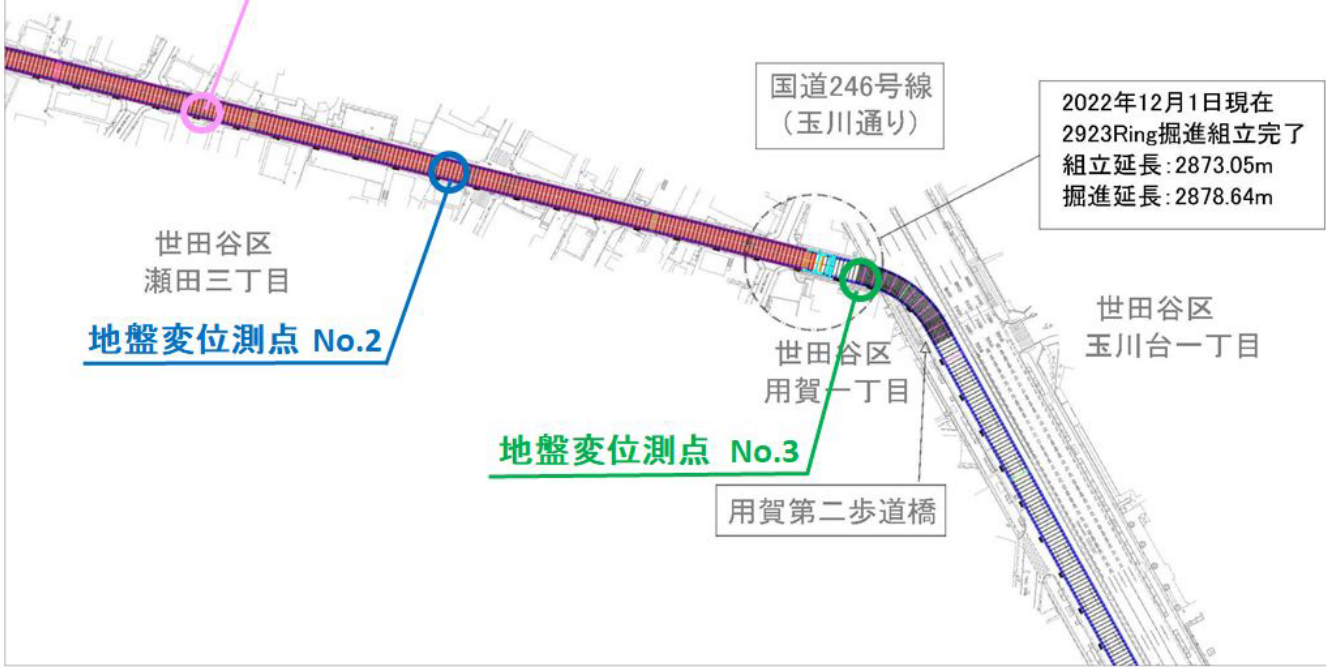 国道246号線
（玉川通り）
2022年12月1日現在
2923Ring掘進組立完了
組立延長：2873.05m
掘進延長：2878.64m
世田谷区
瀬田三丁目
地盤変位測点 No.2
世田谷区
玉川台一丁目
世田谷区
用賀一丁目
地盤変位測点 No.3
用賀第二歩道橋